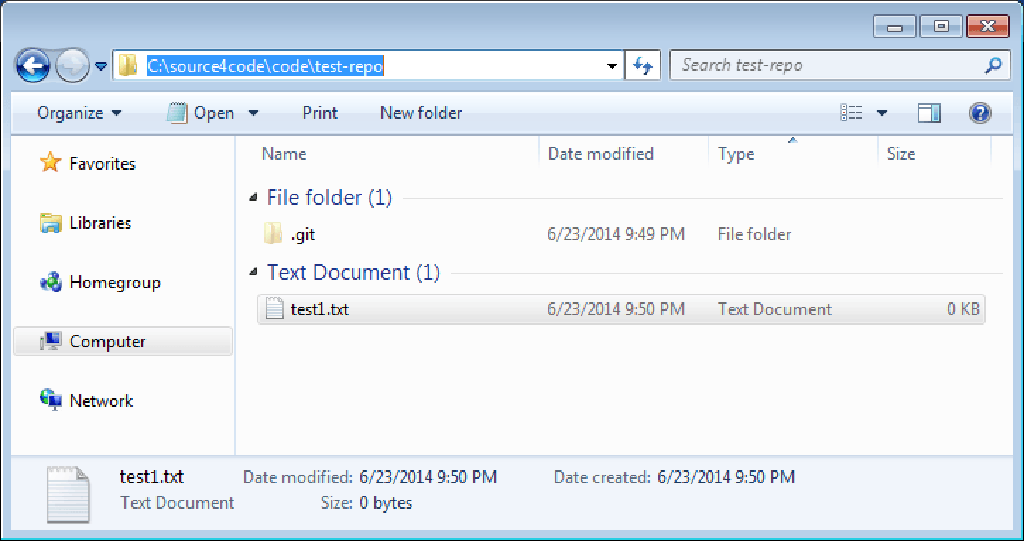 C:\source4code\code\test-repo
Search test-repo
Organize Open Print New folder
Name Date modified Type Size
Favorites
File folder (1)
Libraries
.git 6/23/2014 9:49 PM File folder
Text Document (1)
Homegroup
test1.txt 6/23/2014 9:50 PM Text Document 0 KB
Computer
Network
test1.txt Date modified: 6/23/2014 9:50 PM Date created: 6/23/2014 9:50 PM
Text Document Size: 0 bytes